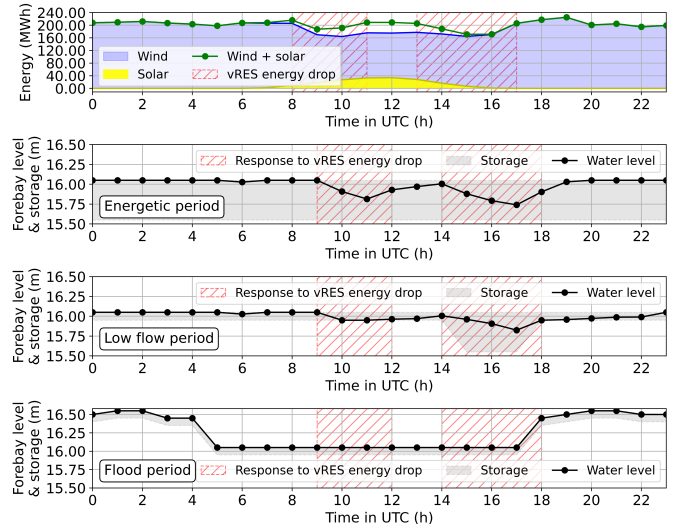 240.00
200.00
160.00
120.00
80.00
40.00
0.00
Energy (MWh)
Wind
Solar
Wind + solar
vRES energy drop
0 2 4 6 8 10 12 14 16 18 20 22
Time in UTC (h)
16.50
16.25
16.00
15.75
15.50
Forebay level
& storage (m)
Response to vRES energy drop
Storage
Water level
Energetic period
0 2 4 6 8 10 12 14 16 18 20 22
Time in UTC (h)
16.50
16.25
16.00
15.75
15.50
Forebay level
& storage (m)
Response to vRES energy drop
Storage
Water level
Low flow period
0 2 4 6 8 10 12 14 16 18 20 22
Time in UTC (h)
16.50
16.25
16.00
15.75
15.50
Forebay level
& storage (m)
Flood period
Response to vRES energy drop
Storage
Water level
0 2 4 6 8 10 12 14 16 18 20 22
Time in UTC (h)